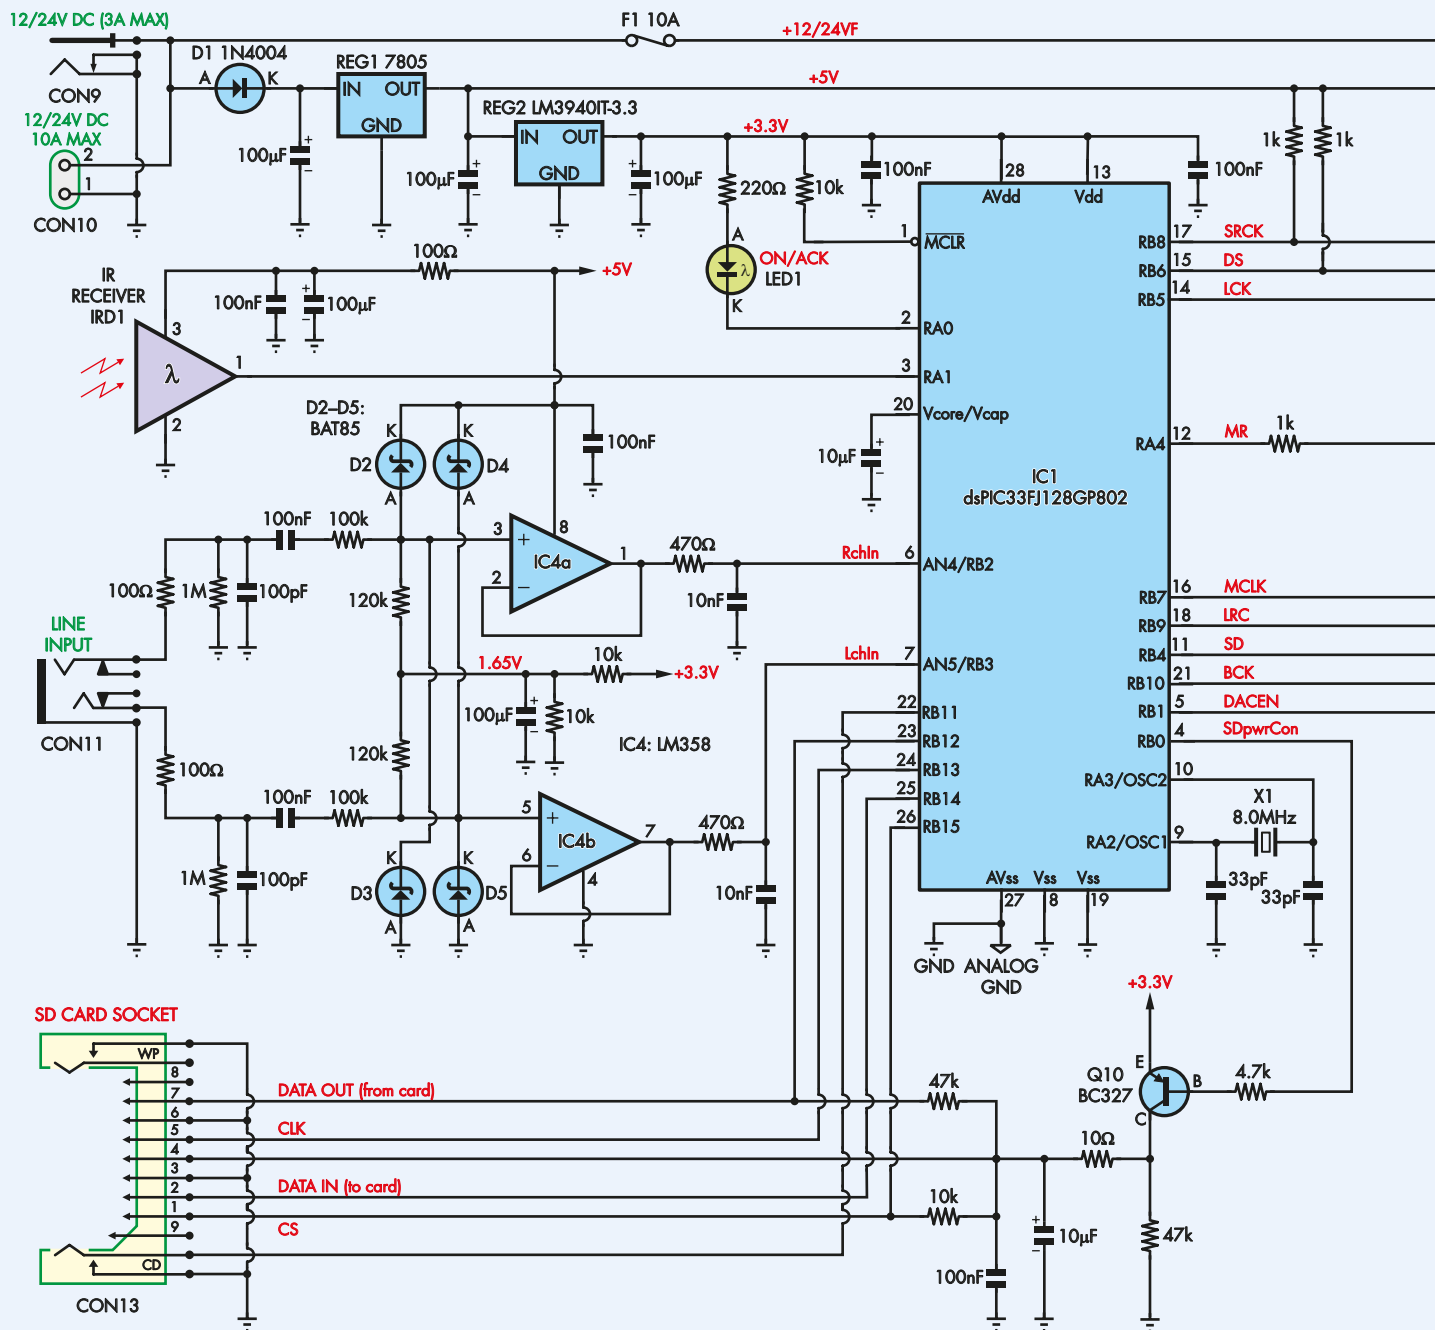 12/24V DC (3A MAX)
F1 10A
+12/24VF
D1 1N4004
A
K
REG1 7805
IN
OUT
GND
+5V
CON9
12/24V DC
10A MAX
2
1
CON10
100µF
+
−
REG2 LM3940IT-3.3
IN
OUT
GND
+3.3V
100µF
+
−
100µF
+
−
220Ω
10k
100nF
100nF
1k
1k
28
13
AVdd
Vdd
1
MCLR
A
λ
K
ON/ACK
LED1
2
RA0
3
RA1
20
Vcore/Vcap
10µF
+
−
RB8
17
SRCK
RB6
15
DS
RB5
14
LCK
RA4
12
MR
1k
IC1
dsPIC33FJ128GP802
IR
RECEIVER
IRD1
100Ω
+5V
100nF
+
−
100µF
3
λ
1
2
D2–D5:
BAT85
K
D2
A
K
D4
A
100nF
100nF
100k
100Ω
1M
100pF
120k
3
+
2
−
8
IC4a
1
470Ω
10nF
RchIn
6
AN4/RB2
LINE
INPUT
CON11
1.65V
10k
+3.3V
100µF
+
−
10k
IC4: LM358
LchIn
7
AN5/RB3
22
RB11
23
RB12
24
RB13
25
RB14
26
RB15
RB7
16
MCLK
RB9
18
LRC
RB4
11
SD
RB10
21
BCK
RB1
5
DACEN
RB0
4
SDpwrCon
RA3/OSC2
10
RA2/OSC1
9
X1
8.0MHz
33pF
33pF
120k
100Ω
100nF
100k
1M
100pF
K
D3
A
K
D5
A
5
+
6
−
4
IC4b
7
470Ω
10nF
AVss
Vss
Vss
27
8
19
GND
ANALOG
GND
SD CARD SOCKET
WP
8
7
6
5
4
3
2
1
9
CD
CON13
DATA OUT (from card)
CLK
DATA IN (to card)
CS
47k
10k
100nF
10Ω
10µF
+
−
+3.3V
E
B
C
Q10
BC327
4.7k
47k